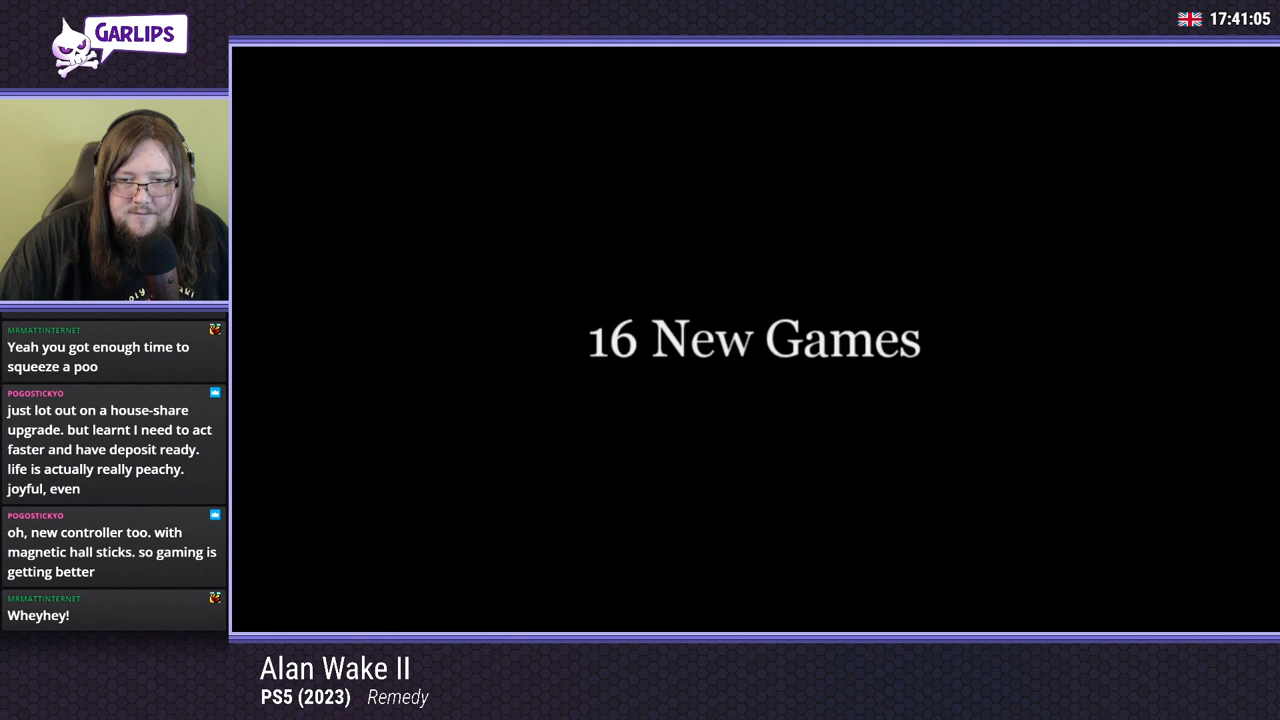 GARLIPS
17:41:05
16 New Games
MRMATTINTERNET
Yeah you got enough time to
squeeze a poo
POGOSTICKYO
just lot out on a house-share
upgrade. but learnt I need to act
faster and have deposit ready.
life is actually really peachy.
joyful, even
POGOSTICKYO
oh, new controller too. with
magnetic hall sticks. so gaming is
getting better
MRMATTINTERNET
Wheyhey!
Alan Wake II
PS5 (2023) Remedy